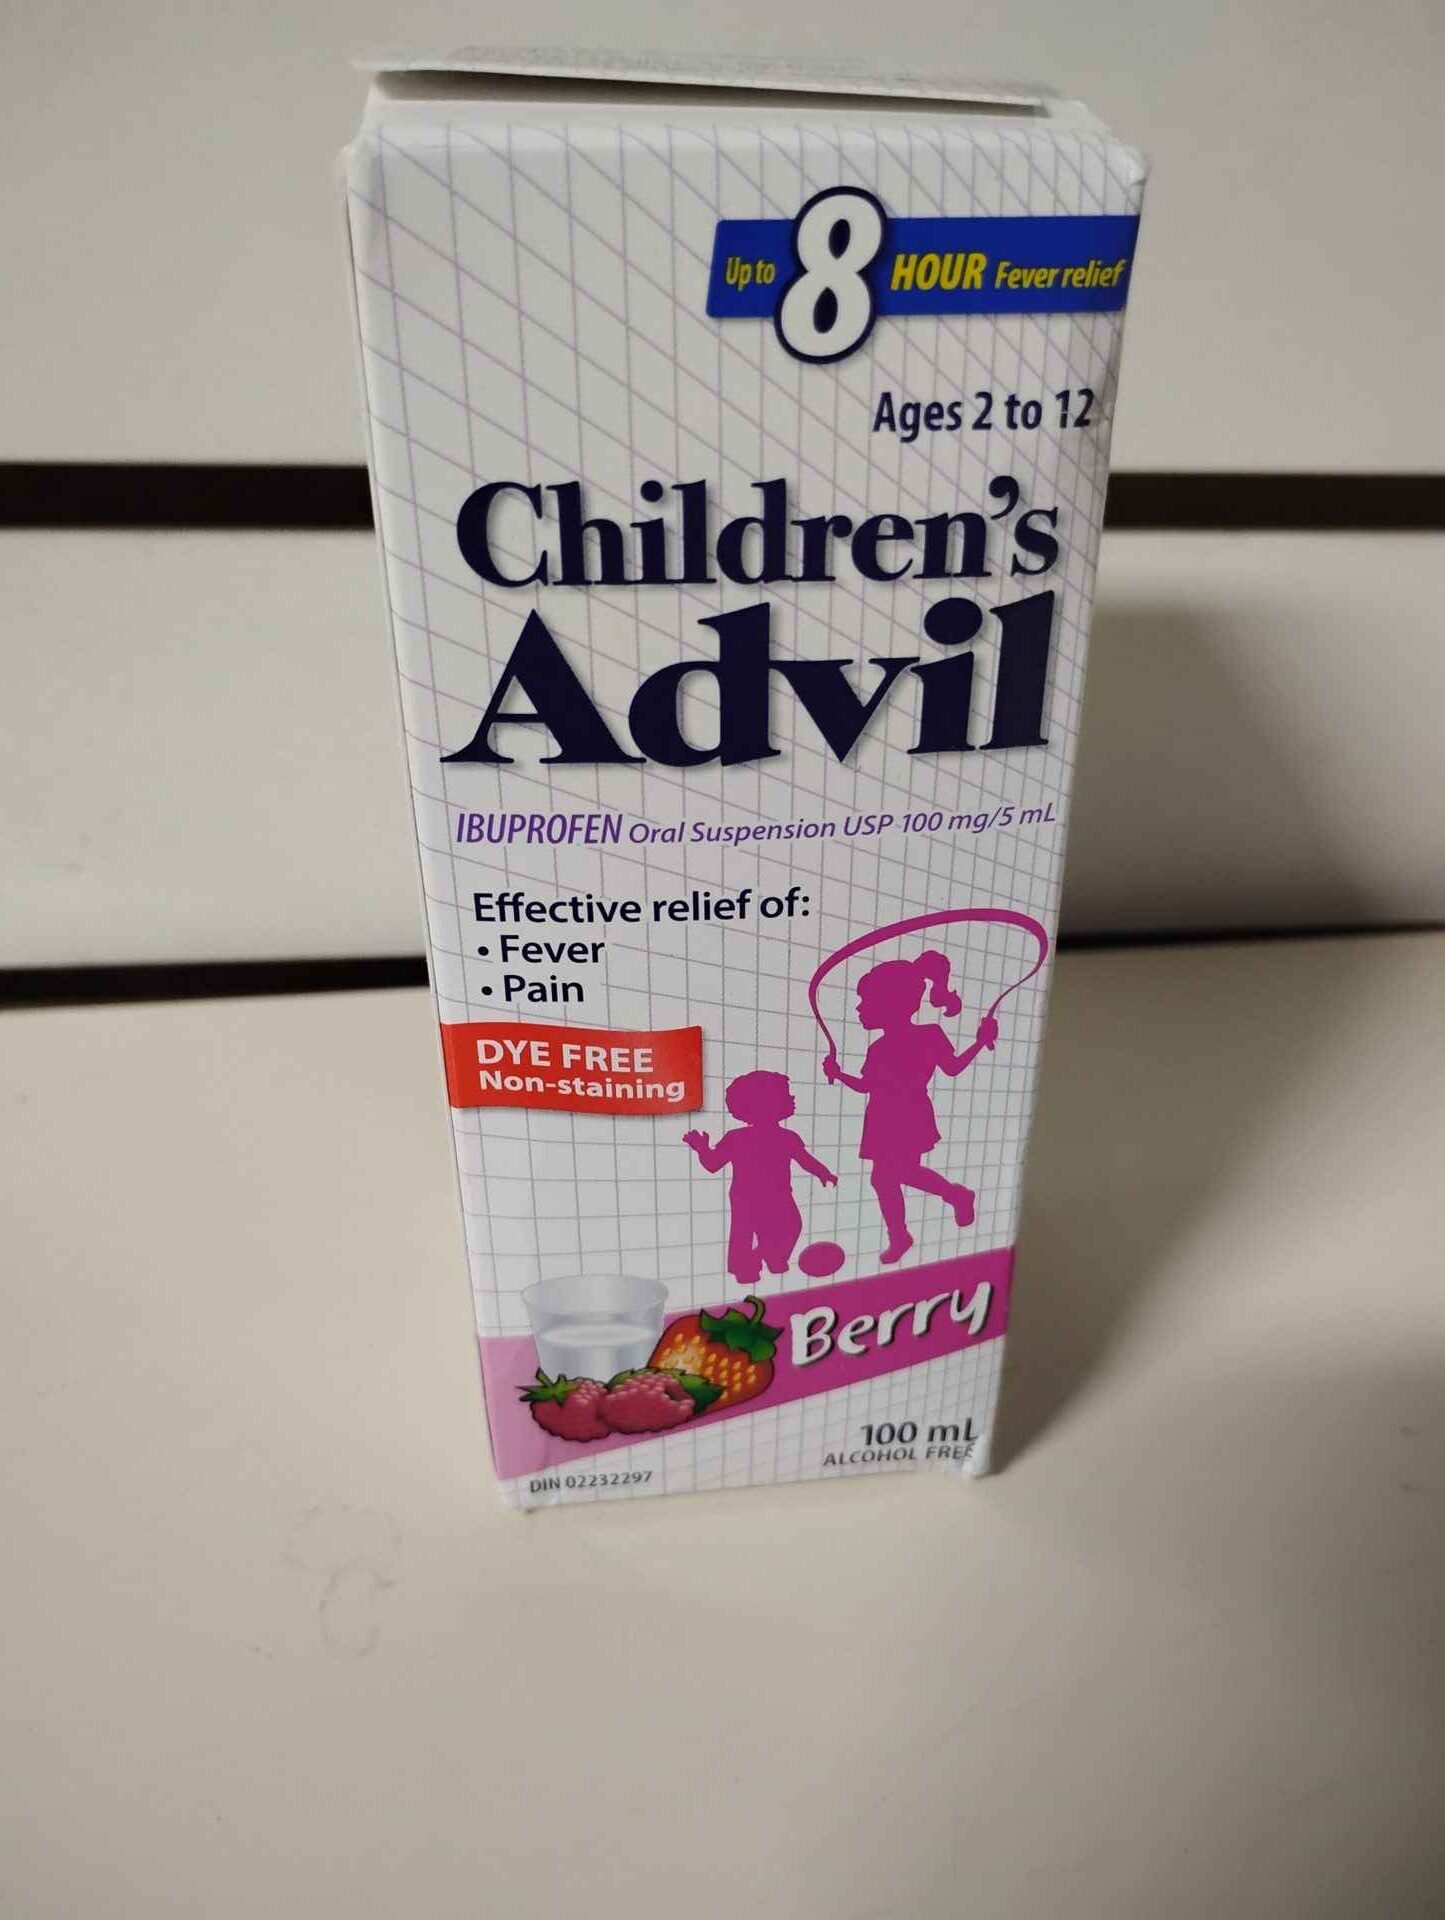 Up to 8 HOUR Fever relief
Ages 2 to 12
Children's
Advil
IBUPROFEN Oral Suspension USP 100 mg/5 mL
Effective relief of:
• Fever
• Pain
DYE FREE
Non-staining
Berry
100 mL
ALCOHOL FREE
DIN 02232297